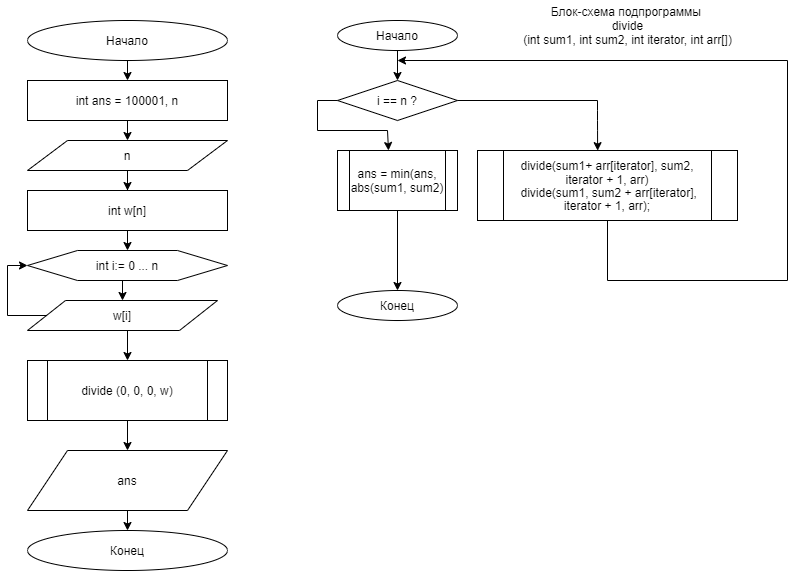 Начало
int ans = 100001, n
n
int w[n]
int i:= 0 ... n
w[i]
divide (0, 0, 0, w)
ans
Конец
Блок-схема подпрограммы
divide
(int sum1, int sum2, int iterator, int arr[])
Начало
i == n ?
ans = min(ans,
abs(sum1, sum2)
divide(sum1+ arr[iterator], sum2,
iterator + 1, arr)
divide(sum1, sum2 + arr[iterator],
iterator + 1, arr);
Конец